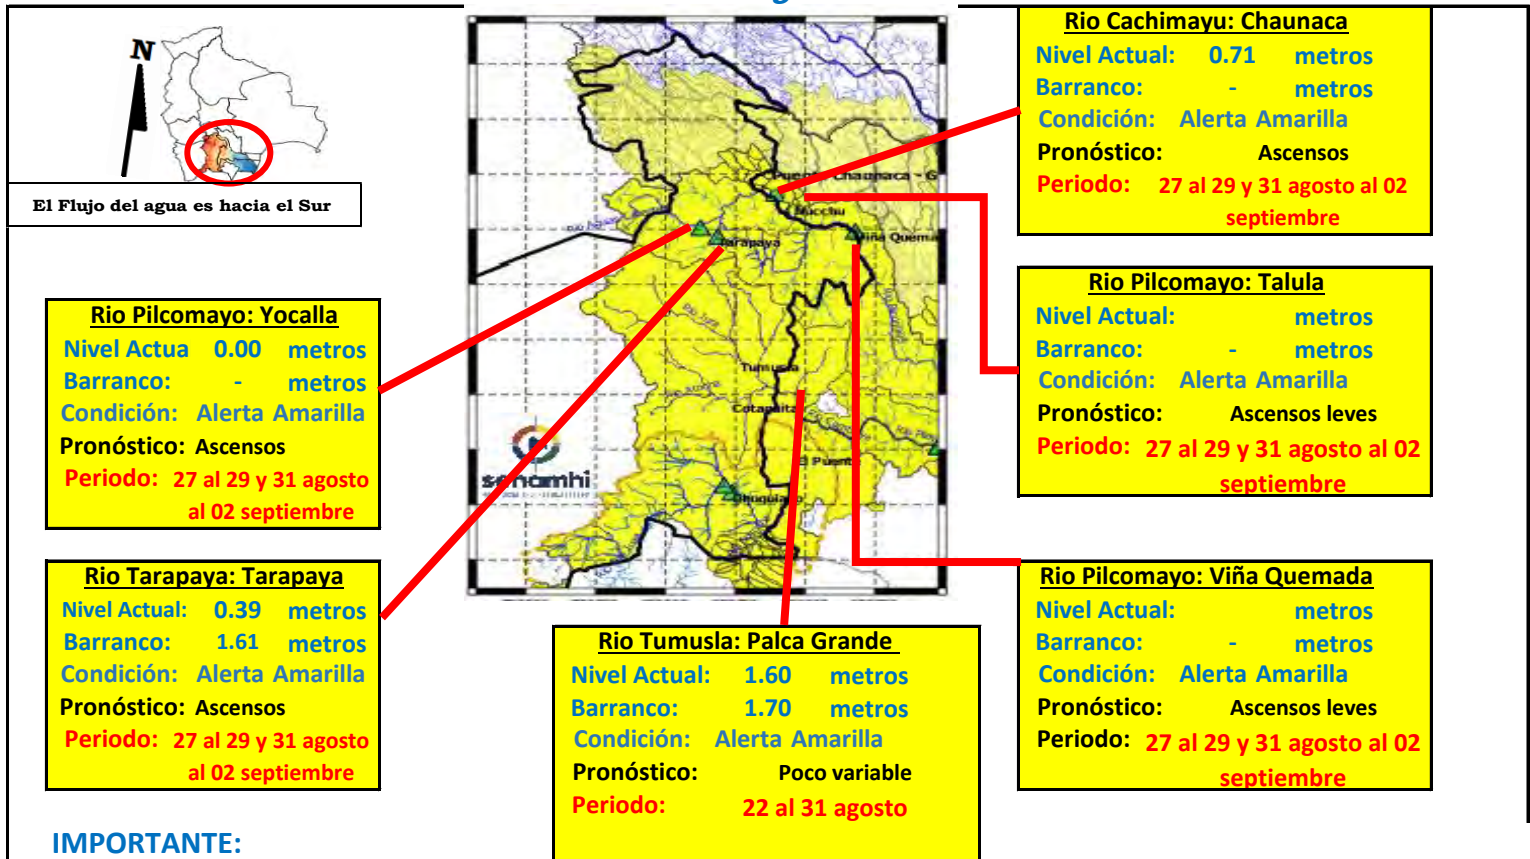 N
El Flujo del agua es hacia el Sur
Rio Pilcomayo: Yocalla
Nivel Actua 0.00 metros
Barranco: - metros
Condición: Alerta Amarilla
Pronóstico: Ascensos
Periodo: 27 al 29 y 31 agosto
al 02 septiembre
Rio Tarapaya: Tarapaya
Nivel Actual: 0.39 metros
Barranco: 1.61 metros
Condición: Alerta Amarilla
Pronóstico: Ascensos
Periodo: 27 al 29 y 31 agosto
al 02 septiembre
IMPORTANTE:
Puente Chaunaca - G
Ñucchu
Viña Quema
Tarapaya
Tumusla
Cotagaita
El Puente
Chuquiago
senamhi
Rio Tumusla: Palca Grande
Nivel Actual: 1.60 metros
Barranco: 1.70 metros
Condición: Alerta Amarilla
Pronóstico: Poco variable
Periodo: 22 al 31 agosto
Rio Cachimayu: Chaunaca
Nivel Actual: 0.71 metros
Barranco: - metros
Condición: Alerta Amarilla
Pronóstico: Ascensos
Periodo: 27 al 29 y 31 agosto al 02
septiembre
Rio Pilcomayo: Talula
Nivel Actual: metros
Barranco: - metros
Condición: Alerta Amarilla
Pronóstico: Ascensos leves
Periodo: 27 al 29 y 31 agosto al 02
septiembre
Rio Pilcomayo: Viña Quemada
Nivel Actual: metros
Barranco: - metros
Condición: Alerta Amarilla
Pronóstico: Ascensos leves
Periodo: 27 al 29 y 31 agosto al 02
septiembre